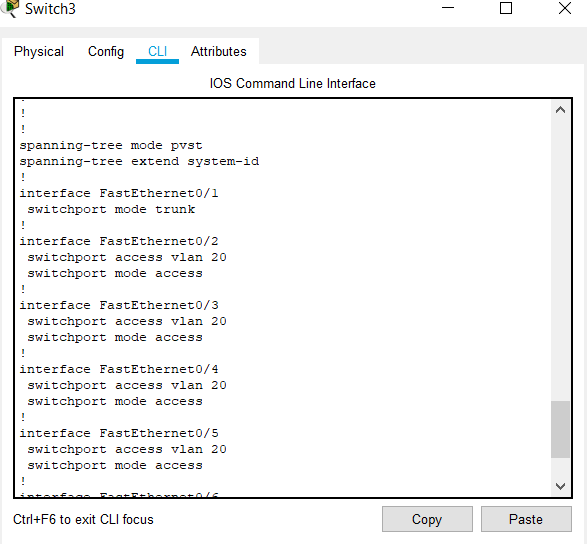 Switch3
Physical Config CLI Attributes
IOS Command Line Interface
!
!
!
spanning-tree mode pvst
spanning-tree extend system-id
!
interface FastEthernet0/1
 switchport mode trunk
!
interface FastEthernet0/2
 switchport access vlan 20
 switchport mode access
!
interface FastEthernet0/3
 switchport access vlan 20
 switchport mode access
!
interface FastEthernet0/4
 switchport access vlan 20
 switchport mode access
!
interface FastEthernet0/5
 switchport access vlan 20
 switchport mode access
!
interface FastEthernet0/6
Ctrl+F6 to exit CLI focus
Copy Paste